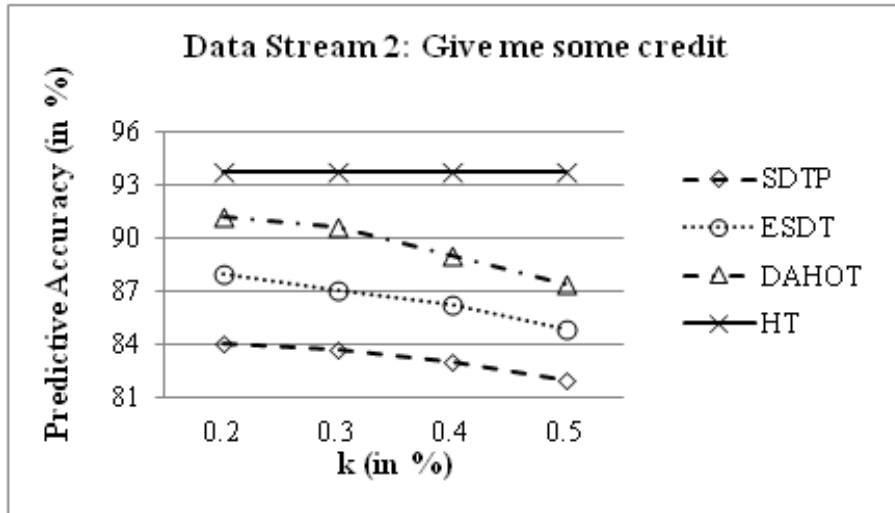 Data Stream 2: Give me some credit
Predictive Accuracy (in %)
96
93
90
87
84
81
0.2 0.3 0.4 0.5
k (in %)
SDTP
ESDT
DAHOT
HT